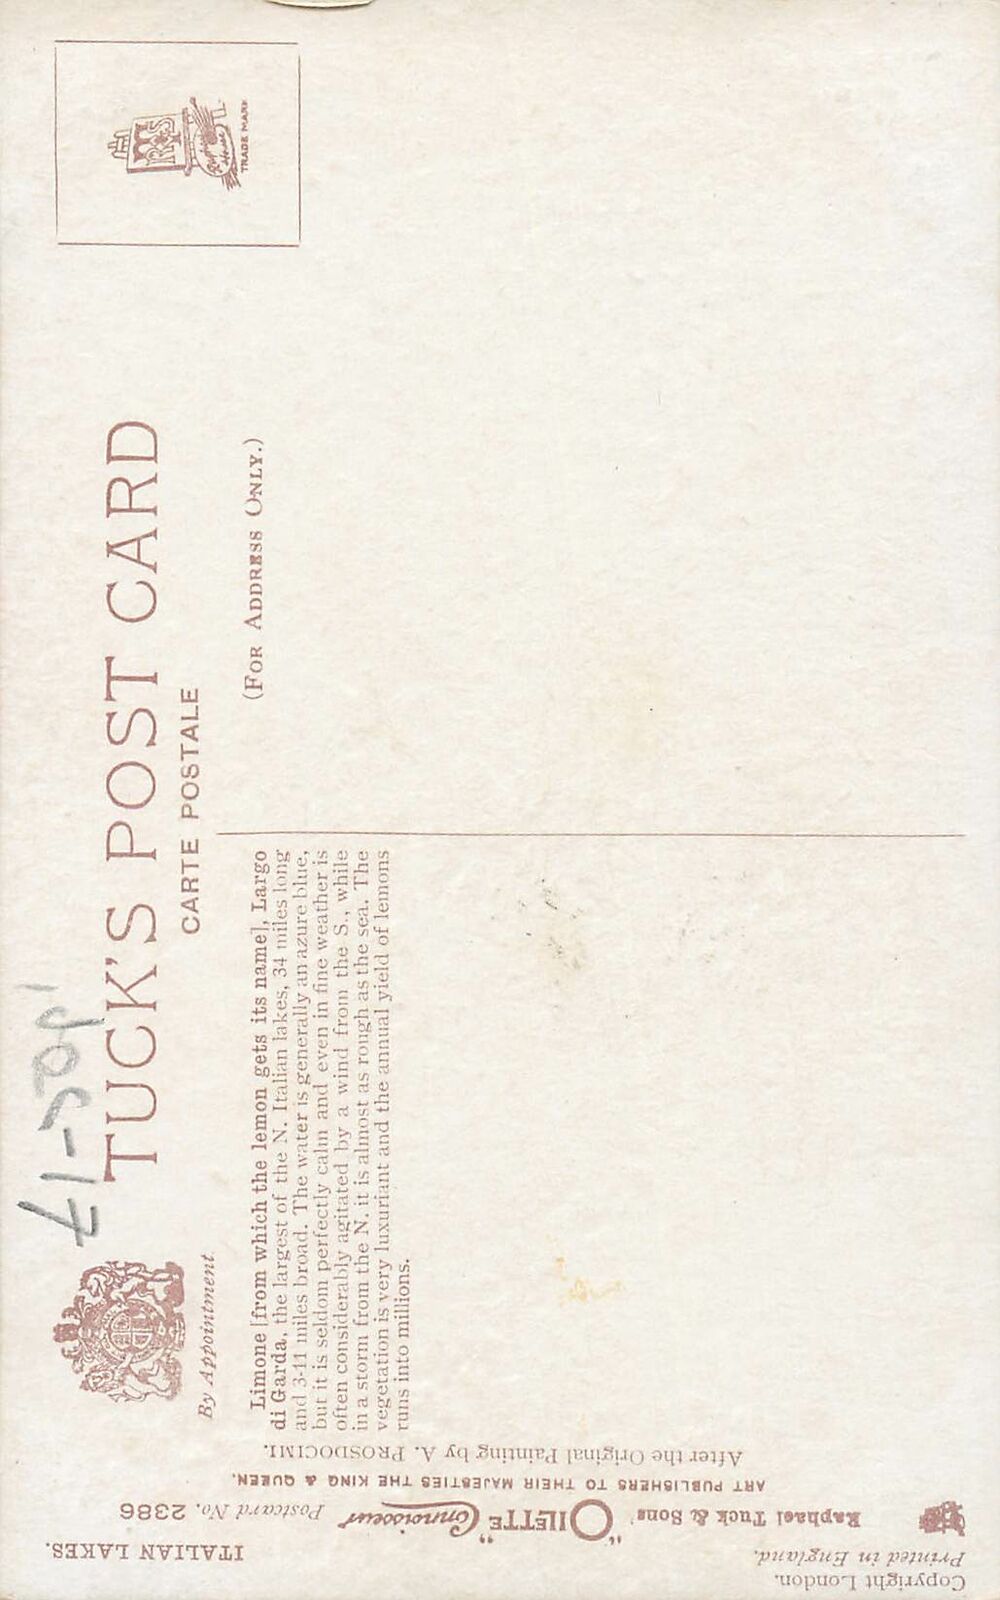 TUCK'S POST CARD
CARTE POSTALE
(FOR ADDRESS ONLY.)
TRADE MARK
By Appointment
Limone [from which the lemon gets its name], Largo
di Garda, the largest of the N. Italian lakes, 34 miles long
and 3-11 miles broad. The water is generally an azure blue,
but it is seldom perfectly calm and even in fine weather is
often considerably agitated by a wind from the S., while
in a storm from the N. it is almost as rough as the sea. The
vegetation is very luxuriant and the annual yield of lemons
runs into millions.
Copyright London.
Printed in England.
ITALIAN LAKES.
Raphael Tuck & Sons' "OILETTE" Connoisseur Postcard No. 2386
ART PUBLISHERS TO THEIR MAJESTIES THE KING & QUEEN.
After the Original Painting by A. PROSDOCIMI.
£1-50p